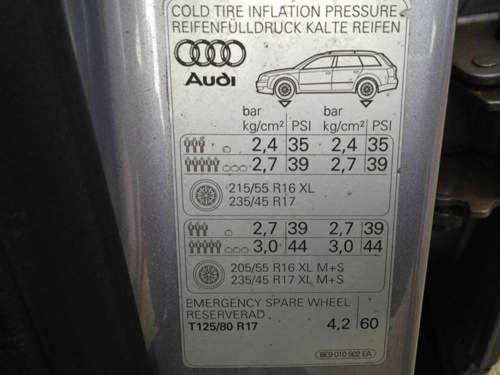 COLD TIRE INFLATION PRESSURE
REIFENFÜLLDRUCK KALTE REIFEN
Audi
bar bar
kg/cm² PSI kg/cm² PSI
2,4 35 2,4 35
2,7 39 2,7 39
215/55 R16 XL
235/45 R17
2,7 39 2,7 39
3,0 44 3,0 44
205/55 R16 XL M+S
235/45 R17 XL M+S
EMERGENCY SPARE WHEEL
RESERVERAD
T125/80 R17 4,2 60
8E9 010 502 EA